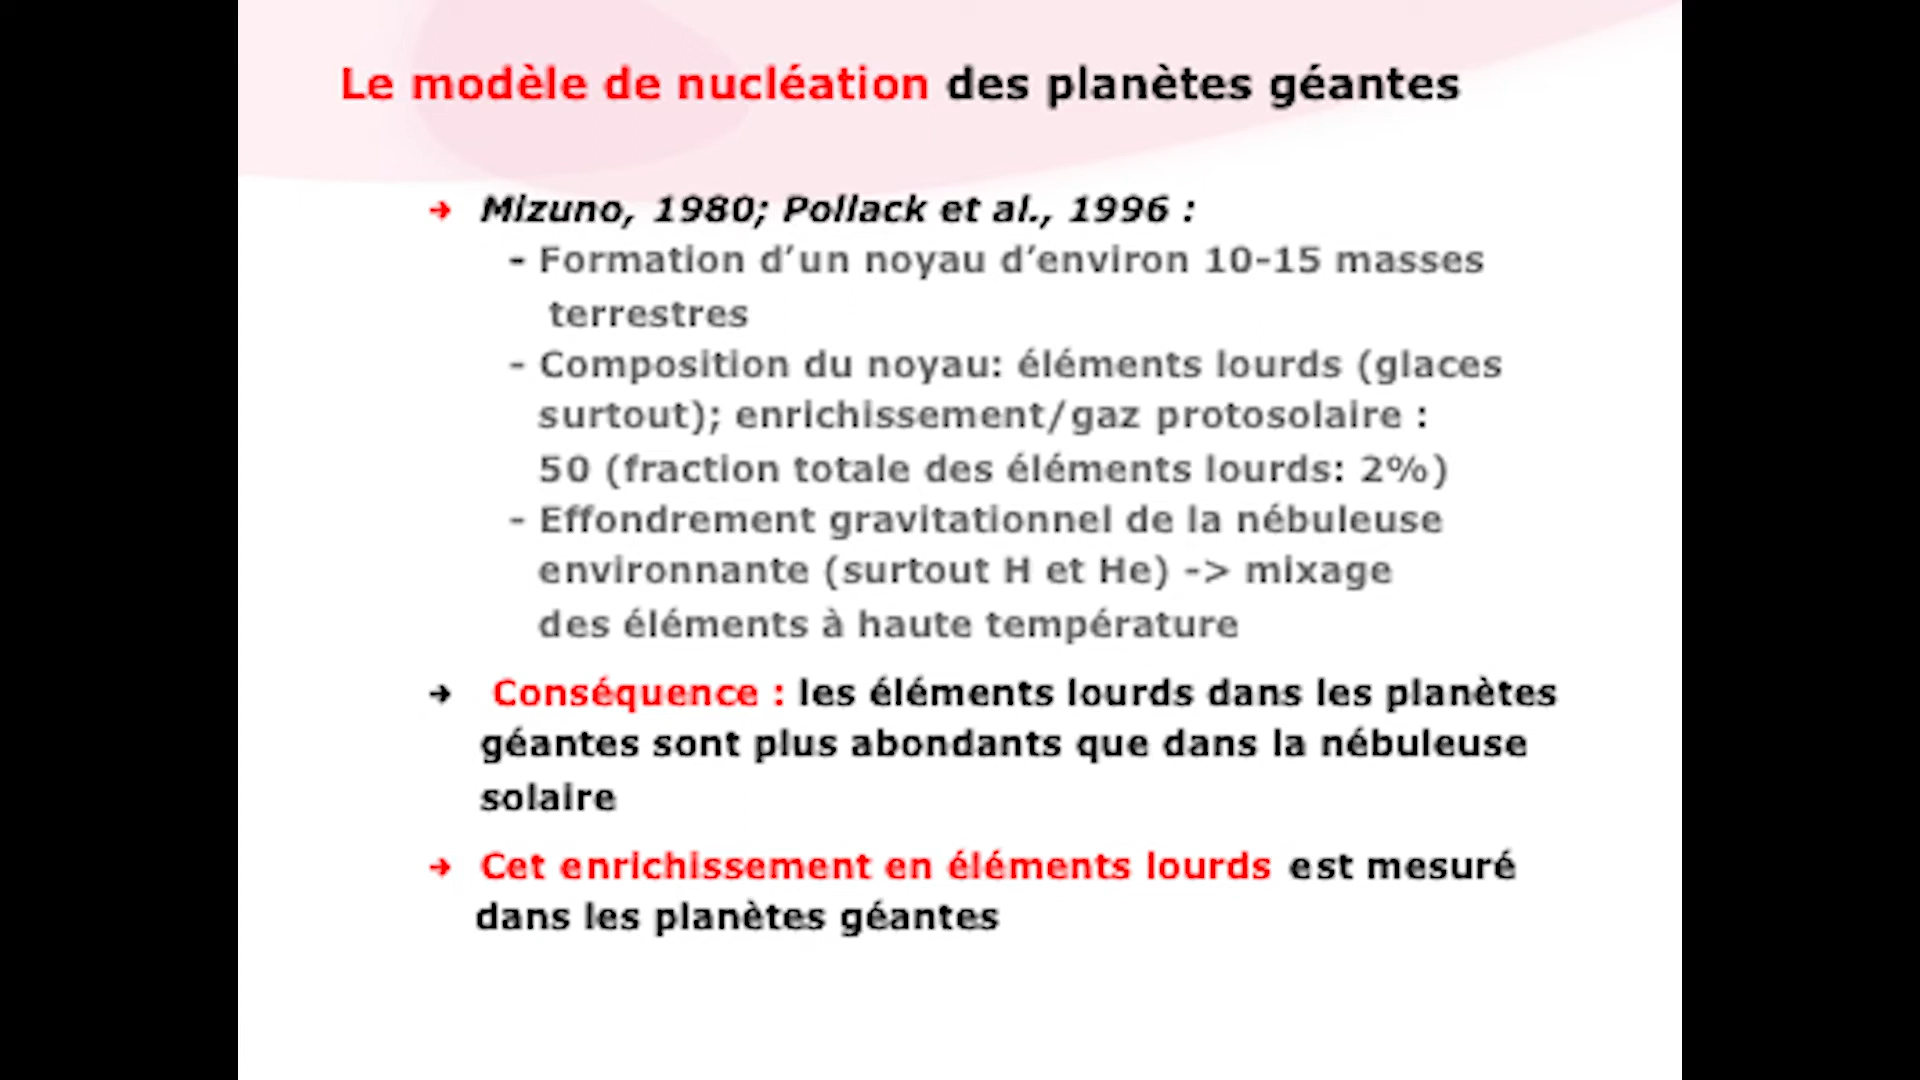 Le modèle de nucléation des planètes géantes
➔ Mizuno, 1980; Pollack et al., 1996 :
- Formation d’un noyau d’environ 10-15 masses
terrestres
- Composition du noyau: éléments lourds (glaces
surtout); enrichissement/gaz protosolaire :
50 (fraction totale des éléments lourds: 2%)
- Effondrement gravitationnel de la nébuleuse
environnante (surtout H et He) -> mixage
des éléments à haute température
➔ Conséquence : les éléments lourds dans les planètes
géantes sont plus abondants que dans la nébuleuse
solaire
➔ Cet enrichissement en éléments lourds est mesuré
dans les planètes géantes